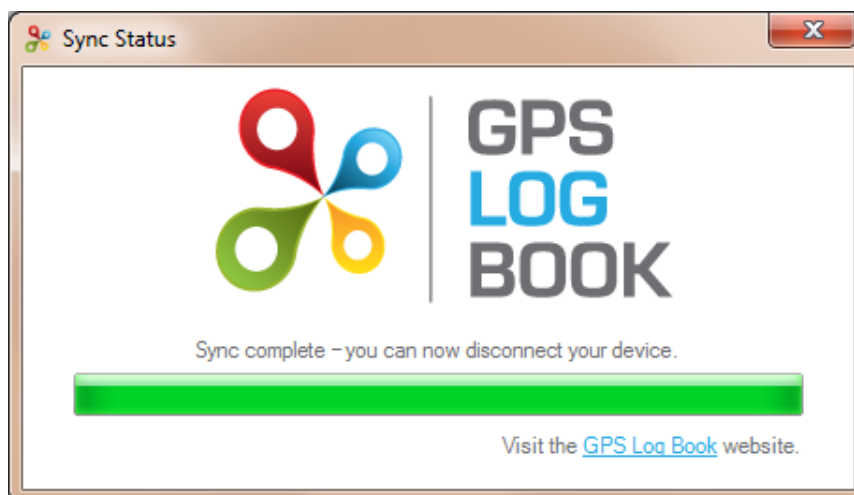 Sync Status
GPS
LOG
BOOK
Sync complete – you can now disconnect your device.
Visit the GPS Log Book website.